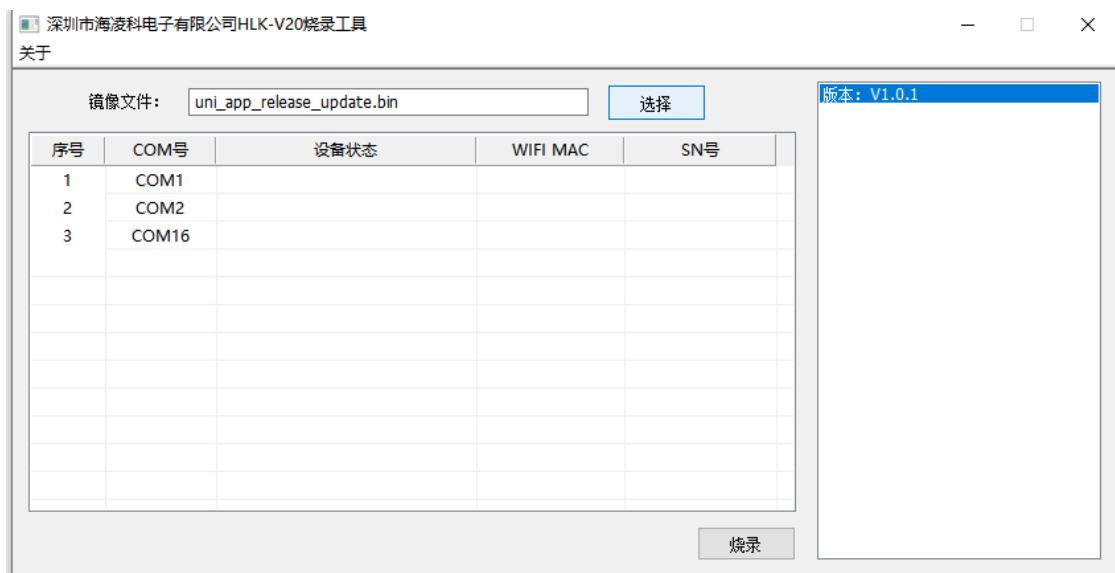 深圳市海凌科电子有限公司HLK-V20烧录工具
关于
镜像文件： uni_app_release_update.bin 选择
版本：V1.0.1
序号 COM号 设备状态 WIFI MAC SN号
1 COM1
2 COM2
3 COM16
烧录